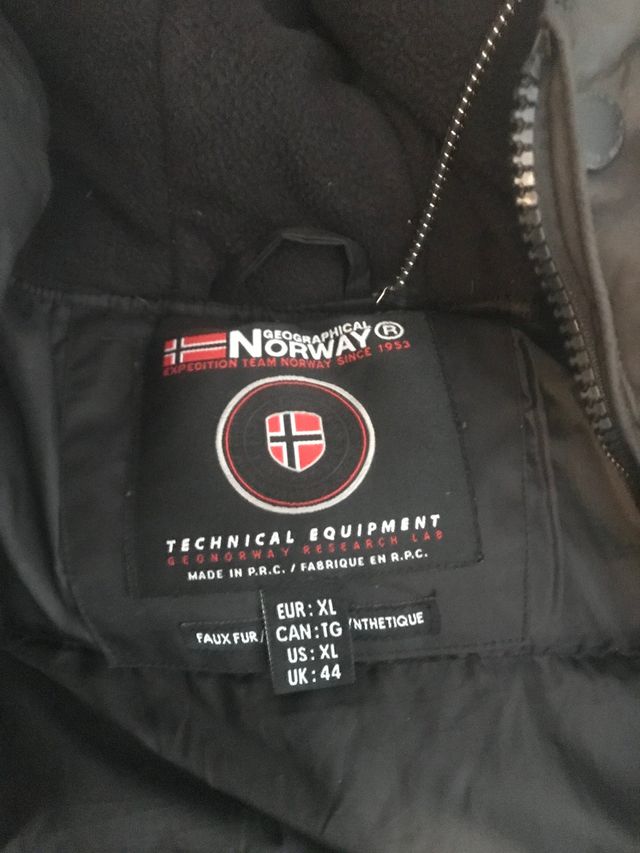 GEOGRAPHICAL
NORWAY®
EXPEDITION TEAM NORWAY SINCE 1953
TECHNICAL EQUIPMENT
GEONORWAY RESEARCH LAB
MADE IN P.R.C. / FABRIQUE EN R.P.C.
FAUX FUR/
NTHETIQUE
EUR: XL
CAN: TG
US: XL
UK: 44